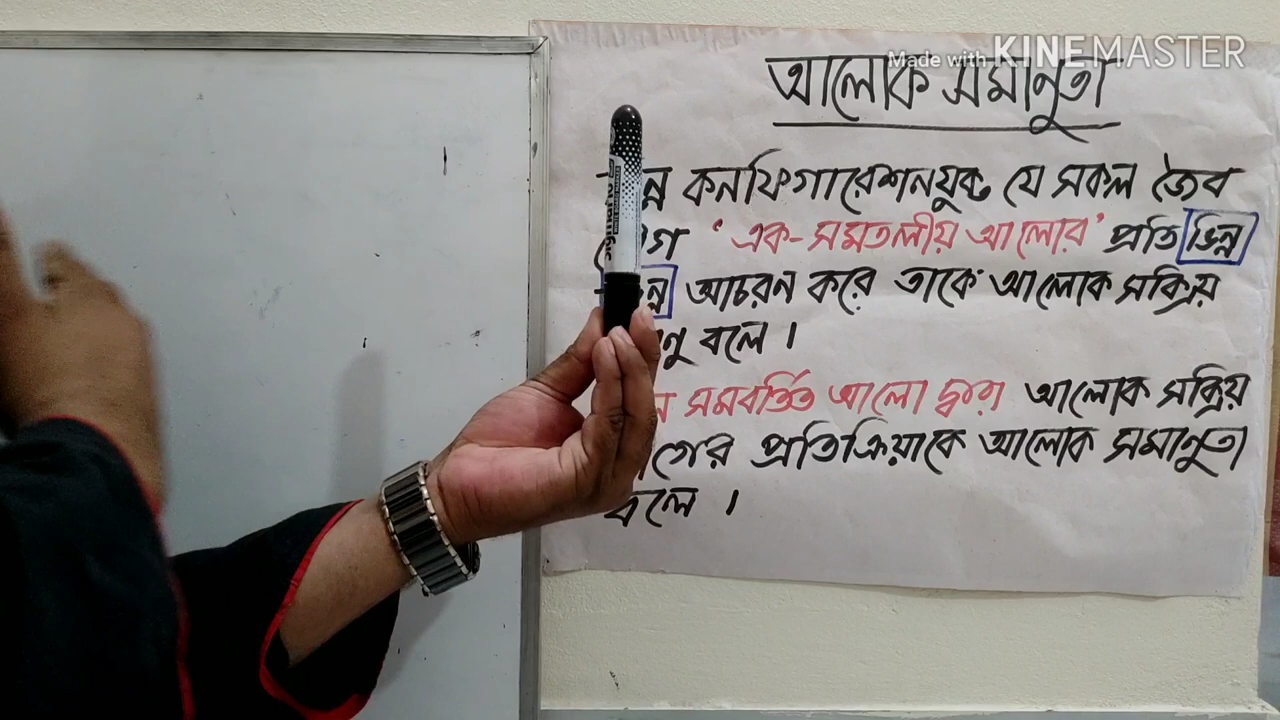 Made with KINEMASTER
আলোক সমাণুতা
কনফিগারেশনযুক্ত যে সকল জৈব
' এক-সমতলীয় আলোর ' প্রতি ভিন্ন
আচরন করে তাকে আলোক সক্রিয়
বলে ।
সমবর্তিত আলো দ্বারা আলোক সক্রিয়
প্রতিক্রিয়াকে আলোক সমাণুতা
বলে ।